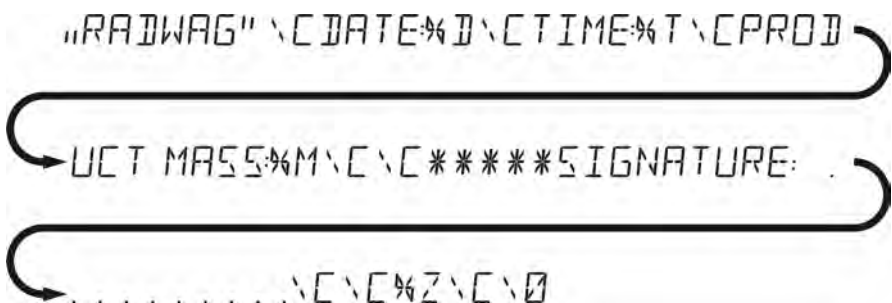 „RADWAG" \CDATE:%D\CTIME:%T\CPROD
UCT MASS:%M\C\C*****SIGNATURE: .
. . . . . . . . . . .\C\C%Z\C\0